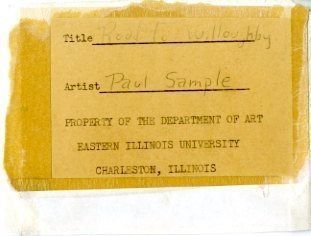 Title Road to Willoughby.
Artist Paul Sample
PROPERTY OF THE DEPARTMENT OF ART
EASTERN ILLINOIS UNIVERSITY
CHARLESTON, ILLINOIS